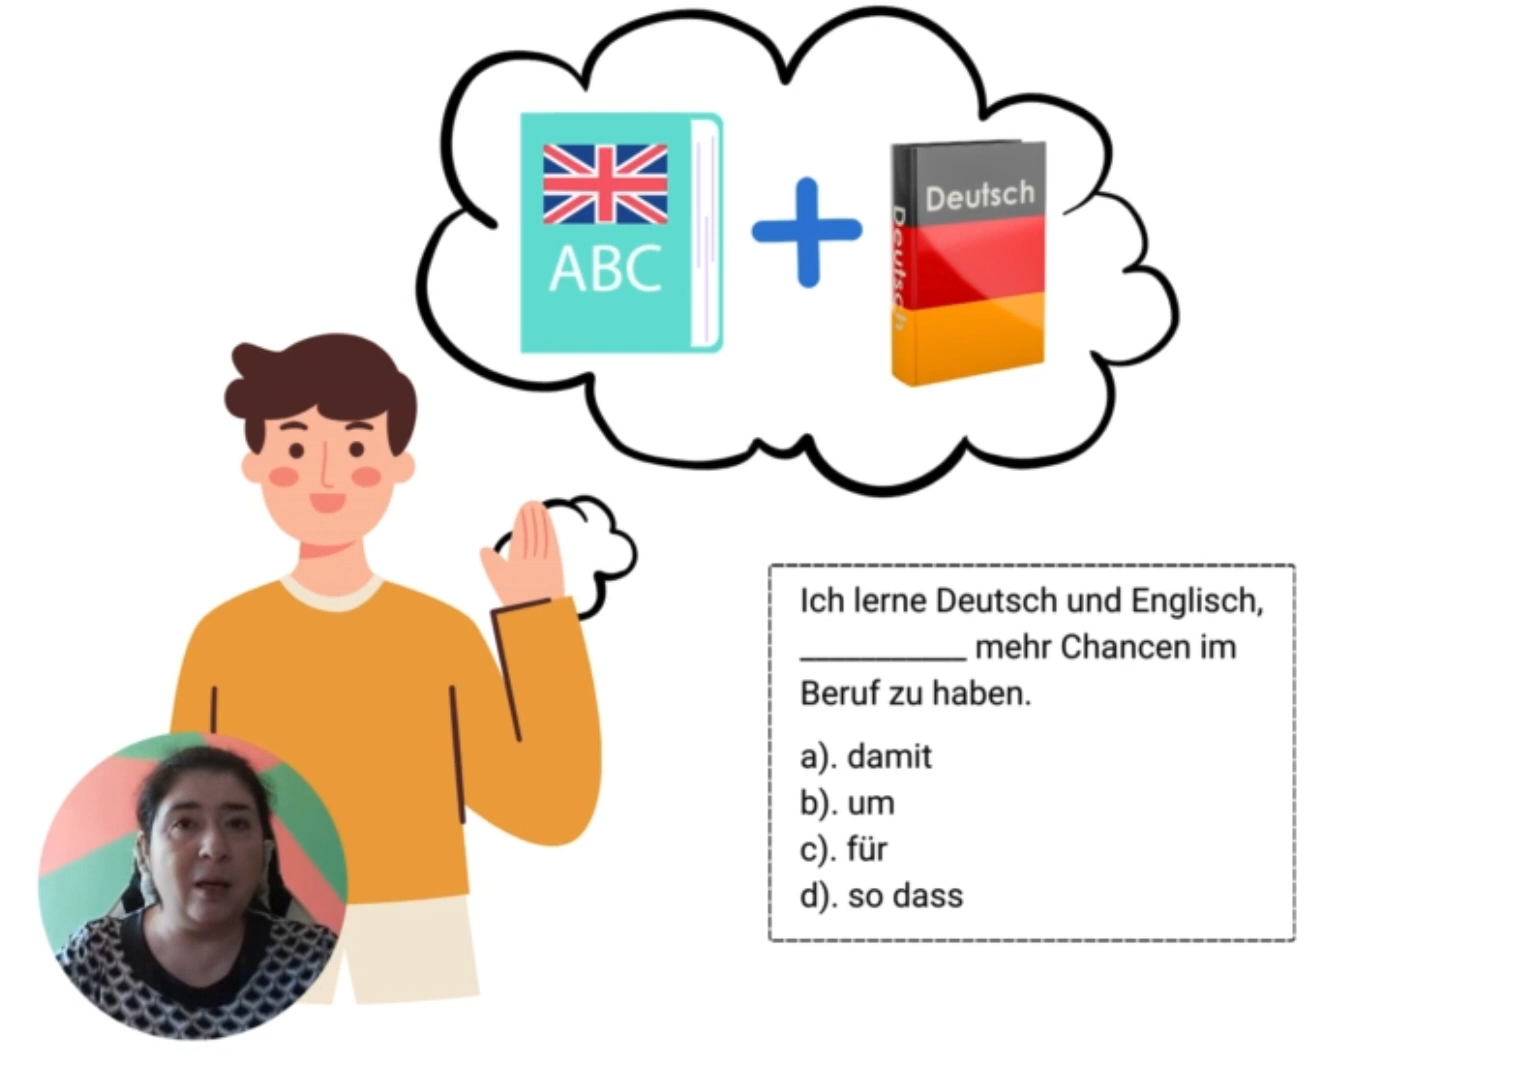 ABC
Deutsch
Deutsch
Ich lerne Deutsch und Englisch,
___________ mehr Chancen im
Beruf zu haben.
a). damit
b). um
c). für
d). so dass